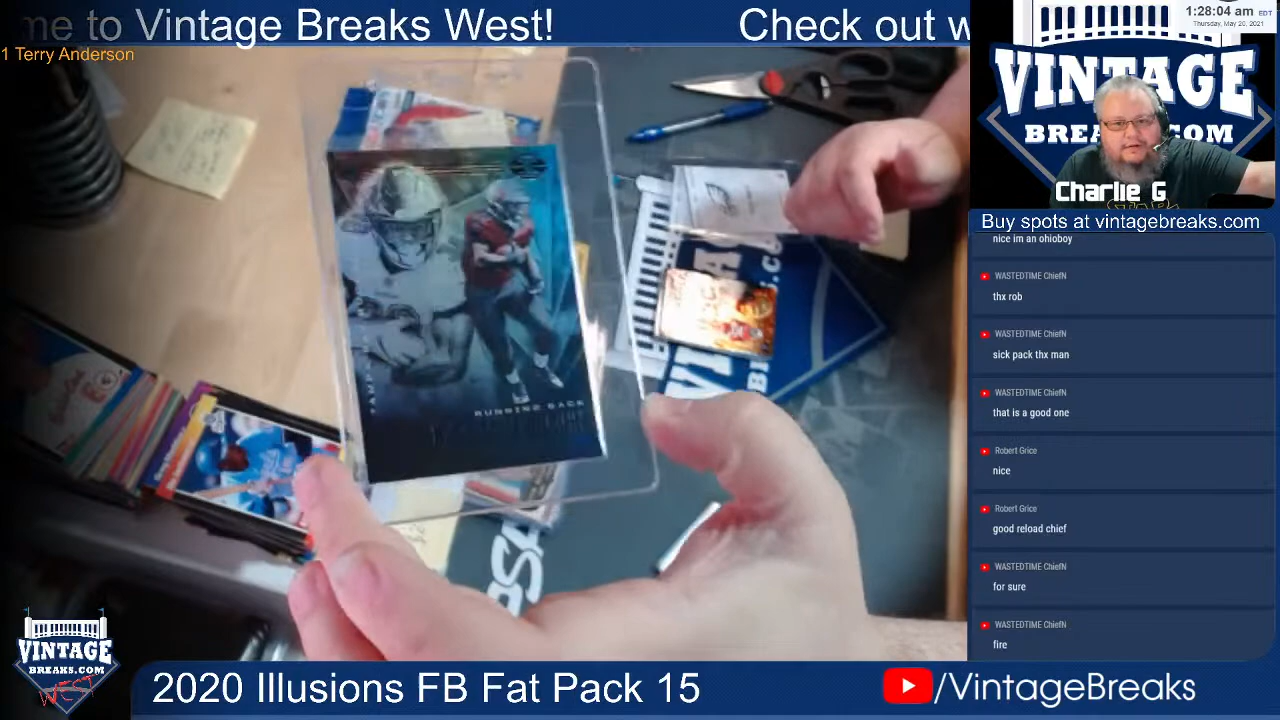 me to Vintage Breaks West!
Check out w
1:28:04 am EDT
Thursday, May 20, 2021
1 Terry Anderson
VINTAGE
BREAKS.COM
Charlie G
Buy spots at vintagebreaks.com
nice im an ohioboy
WASTEDTIME ChiefN
thx rob
WASTEDTIME ChiefN
sick pack thx man
WASTEDTIME ChiefN
that is a good one
Robert Grice
nice
Robert Grice
good reload chief
WASTEDTIME ChiefN
for sure
WASTEDTIME ChiefN
fire
RUNNING BACK
VINTAGE
BREAKS.COM
WEST
2020 Illusions FB Fat Pack 15
/VintageBreaks